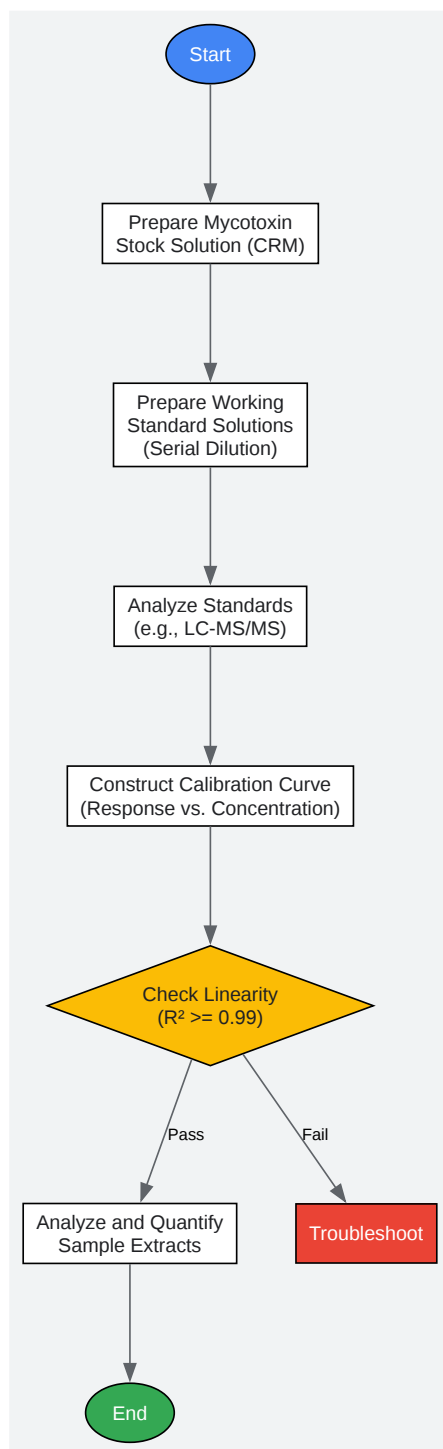 Start
Prepare Mycotoxin
Stock Solution (CRM)
Prepare Working
Standard Solutions
(Serial Dilution)
Analyze Standards
(e.g., LC-MS/MS)
Construct Calibration Curve
(Response vs. Concentration)
Check Linearity
(R² >= 0.99)
Pass
Fail
Analyze and Quantify
Sample Extracts
Troubleshoot
End